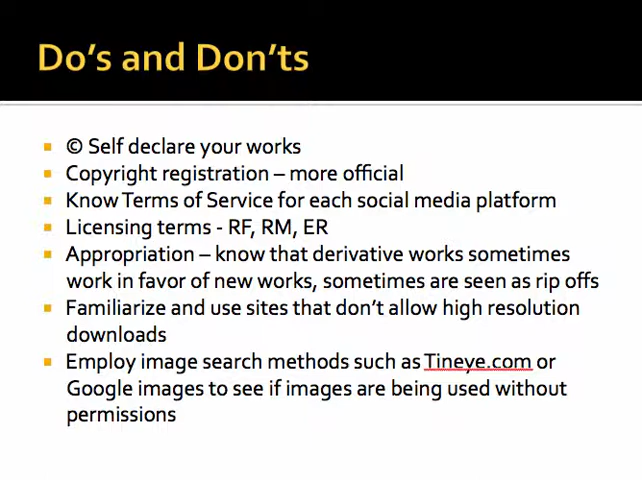 Do's and Don'ts
▪ © Self declare your works
▪ Copyright registration – more official
▪ Know Terms of Service for each social media platform
▪ Licensing terms - RF, RM, ER
▪ Appropriation – know that derivative works sometimes
work in favor of new works, sometimes are seen as rip offs
▪ Familiarize and use sites that don't allow high resolution
downloads
▪ Employ image search methods such as Tineye.com or
Google images to see if images are being used without
permissions